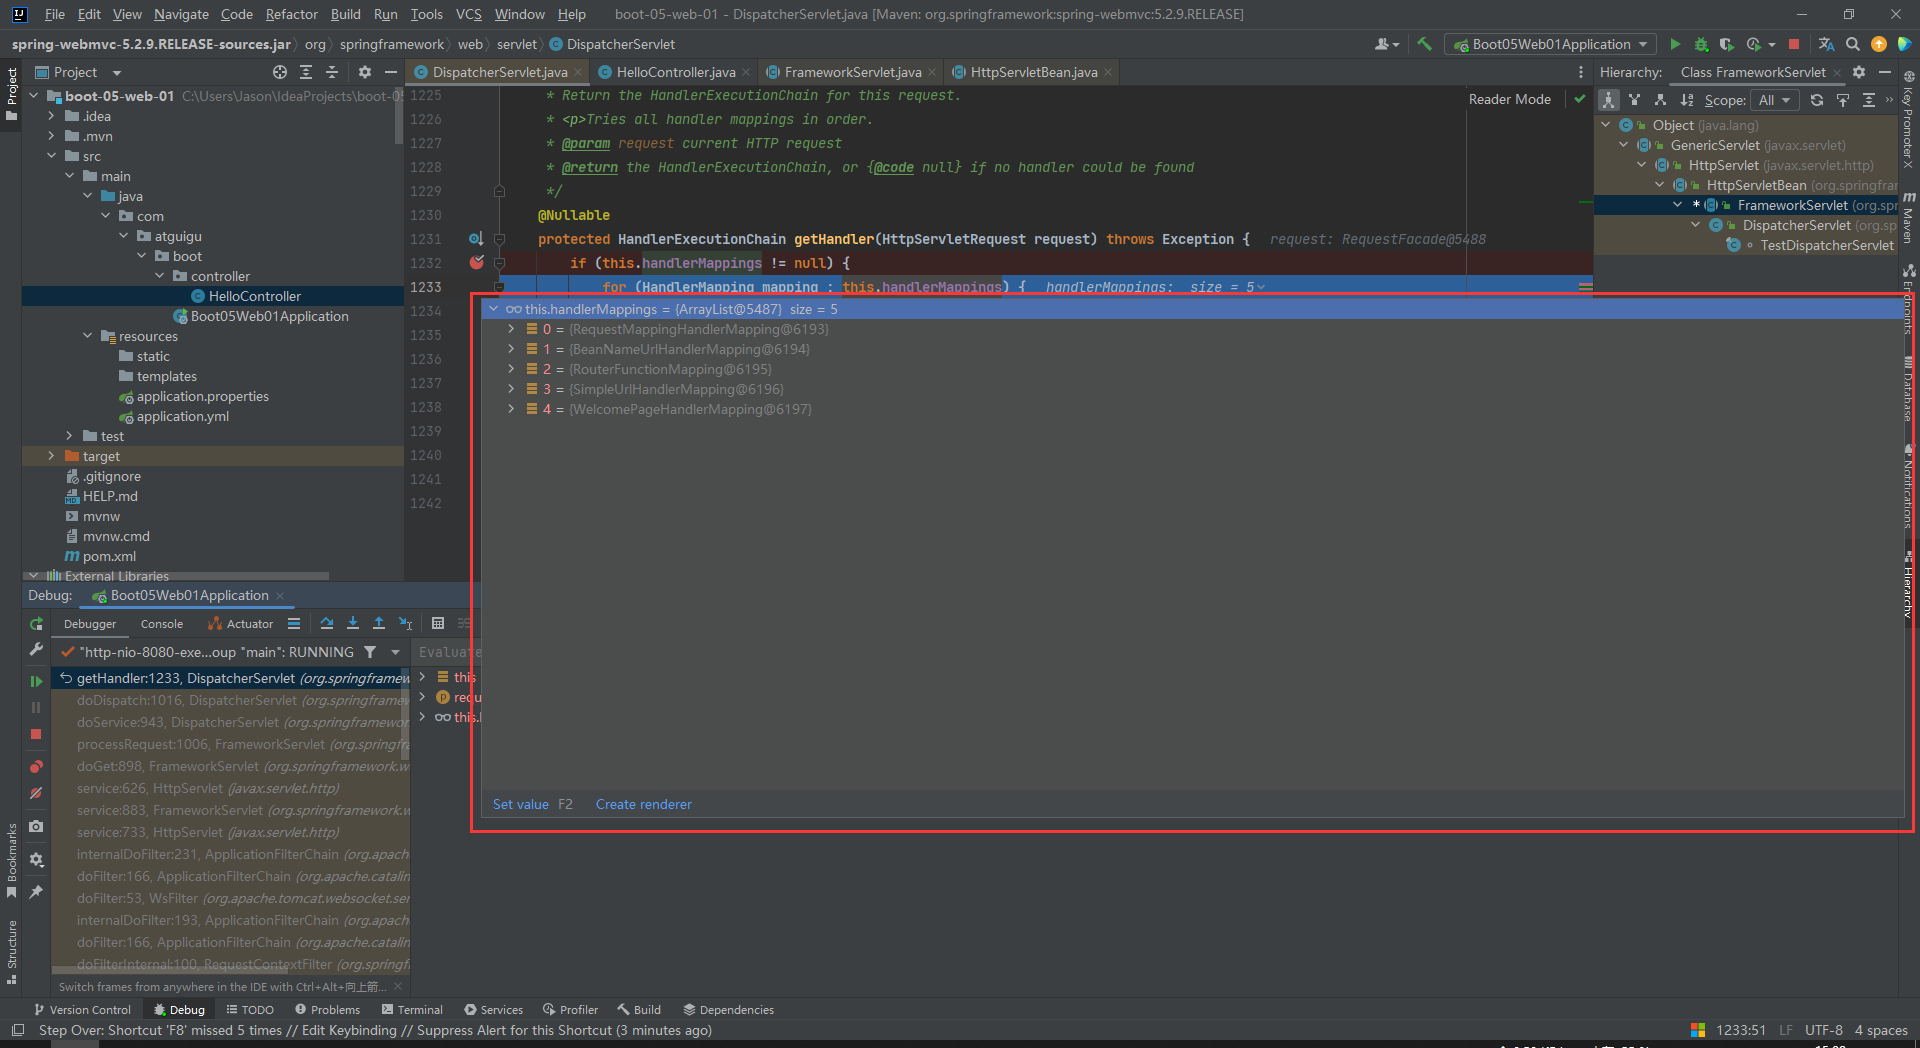 File Edit View Navigate Code Refactor Build Run Tools VCS Window Help boot-05-web-01 - DispatcherServlet.java [Maven: org.springframework:spring-webmvc:5.2.9.RELEASE]
spring-webmvc-5.2.9.RELEASE-sources.jar org springframework web servlet DispatcherServlet Boot05Web01Application
Project DispatcherServlet.java HelloController.java FrameworkServlet.java HttpServletBean.java Hierarchy: Class FrameworkServlet
Project
boot-05-web-01 C:\Users\Jason\IdeaProjects\boot-05
.idea
.mvn
src
main
java
com
atguigu
boot
controller
HelloController
Boot05Web01Application
resources
static
templates
application.properties
application.yml
test
target
.gitignore
HELP.md
mvnw
mvnw.cmd
pom.xml
External Libraries
1225 * Return the HandlerExecutionChain for this request.
1226 * <p>Tries all handler mappings in order.
1227 * @param request current HTTP request
1228 * @return the HandlerExecutionChain, or {@code null} if no handler could be found
1229 */
1230 @Nullable
1231 protected HandlerExecutionChain getHandler(HttpServletRequest request) throws Exception { request: RequestFacade@5488
1232 if (this.handlerMappings != null) {
1233 for (HandlerMapping mapping : this.handlerMappings) { handlerMappings: size = 5
1234
1235
1236
1237
1238
1239
1240
1241
1242
Reader Mode
this.handlerMappings = {ArrayList@5487} size = 5
0 = {RequestMappingHandlerMapping@6193}
1 = {BeanNameUrlHandlerMapping@6194}
2 = {RouterFunctionMapping@6195}
3 = {SimpleUrlHandlerMapping@6196}
4 = {WelcomePageHandlerMapping@6197}
Set value F2 Create renderer
Scope: All
Object (java.lang)
GenericServlet (javax.servlet)
HttpServlet (javax.servlet.http)
HttpServletBean (org.springfrar
* FrameworkServlet (org.spr
DispatcherServlet (org.sp
TestDispatcherServlet
Key Promoter X
Maven
Endpoints
Database
Notifications
Hierarchy
Debug: Boot05Web01Application
Debugger Console Actuator
"http-nio-8080-exe...oup "main": RUNNING
Evaluate
this
requ
this.
getHandler:1233, DispatcherServlet (org.springframew
doDispatch:1016, DispatcherServlet (org.springframew
doService:943, DispatcherServlet (org.springframewor
processRequest:1006, FrameworkServlet (org.springfra
doGet:898, FrameworkServlet (org.springframework.w
service:626, HttpServlet (javax.servlet.http)
service:883, FrameworkServlet (org.springframework.w
service:733, HttpServlet (javax.servlet.http)
internalDoFilter:231, ApplicationFilterChain (org.apach
doFilter:166, ApplicationFilterChain (org.apache.catalin
doFilter:53, WsFilter (org.apache.tomcat.websocket.ser
internalDoFilter:193, ApplicationFilterChain (org.apach
doFilter:166, ApplicationFilterChain (org.apache.catalin
doFilterInternal:100, RequestContextFilter (org.springf
Switch frames from anywhere in the IDE with Ctrl+Alt+向上箭...
Bookmarks
Structure
Version Control Debug TODO Problems Terminal Services Profiler Build Dependencies
Step Over: Shortcut 'F8' missed 5 times // Edit Keybinding // Suppress Alert for this Shortcut (3 minutes ago) 1233:51 LF UTF-8 4 spaces